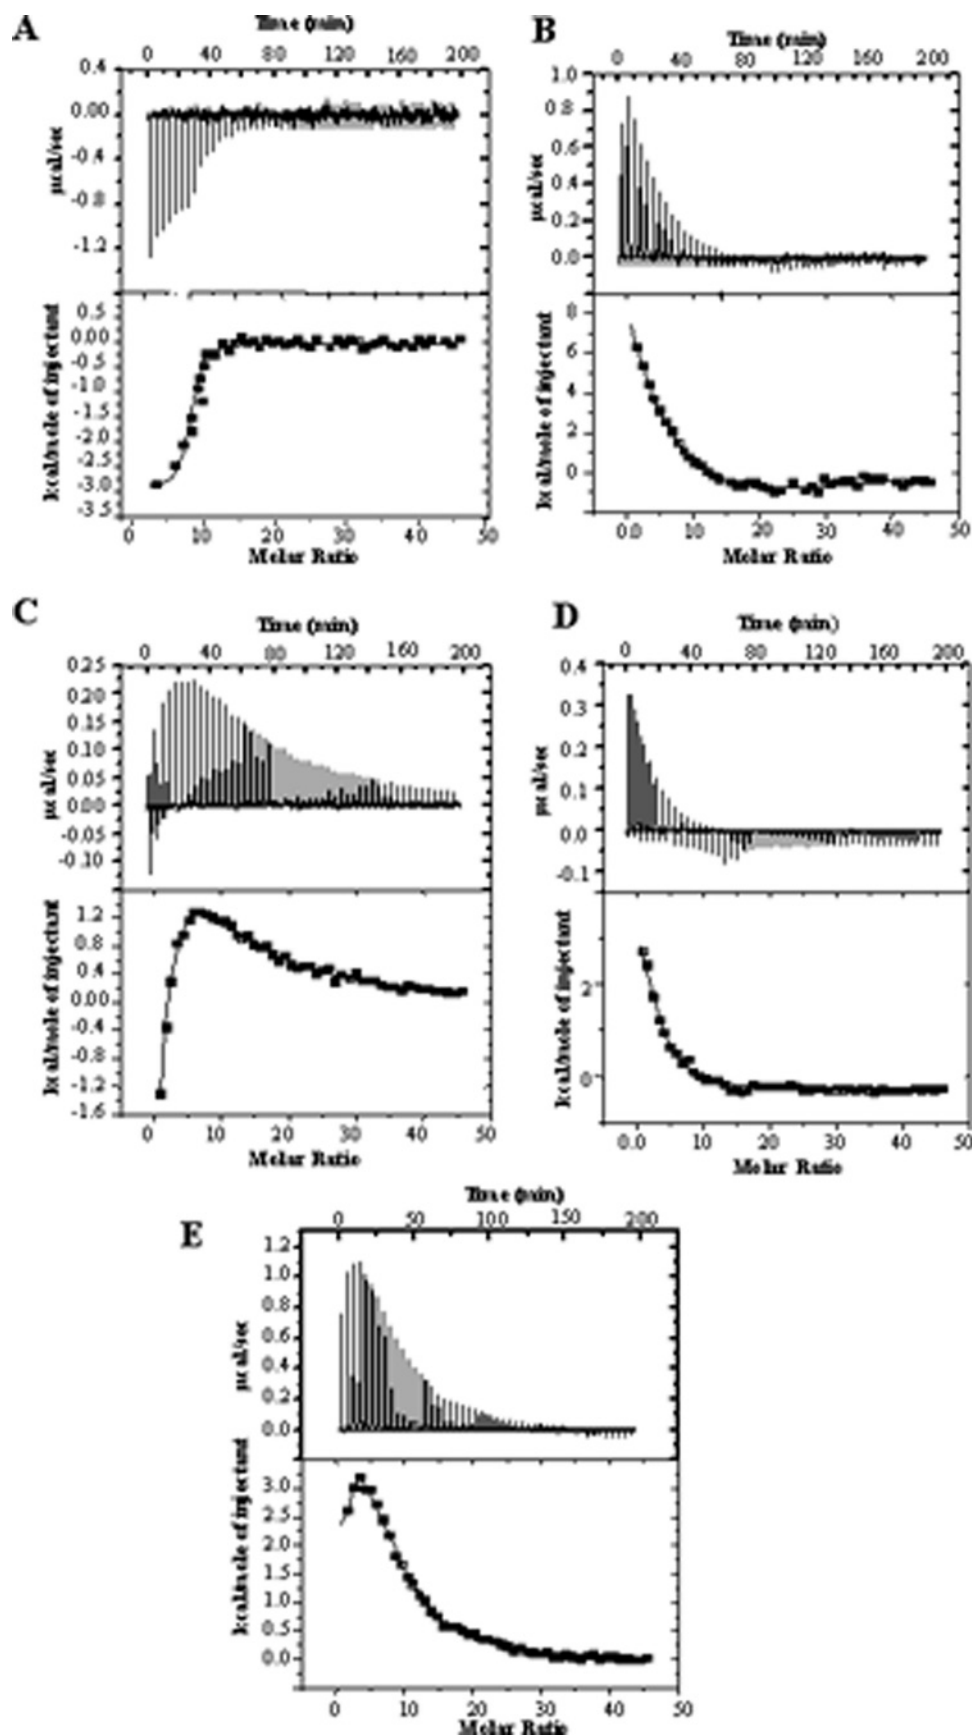 A
Time (min)
0 40 80 120 160 200
0.4
0.00
-0.4
-0.8
-1.2
µcal/sec
0.5
0.00
-0.5
-1.0
-1.5
-2.0
-2.5
-3.0
-3.5
kcal/mole of injectant
0 10 20 30 40 50
Molar Ratio
B
Time (min)
0 40 80 120 160 200
1.0
0.8
0.6
0.4
0.2
0.0
µcal/sec
8
6
4
2
0
kcal/mole of injectant
0.0 10 20 30 40 50
Molar Ratio
C
Time (min)
0 40 80 120 160 200
0.25
0.20
0.15
0.10
0.05
0.00
-0.05
-0.10
µcal/sec
1.2
0.8
0.4
0.00
-0.4
-0.8
-1.2
-1.6
kcal/mole of injectant
0 10 20 30 40 50
Molar Ratio
D
Time (min)
0 40 80 120 160 200
0.4
0.3
0.2
0.1
0.0
-0.1
µcal/sec
2
0
kcal/mole of injectant
0.0 10 20 30 40 50
Molar Ratio
E
Time (min)
0 50 100 150 200
1.2
1.0
0.8
0.6
0.4
0.2
0.0
µcal/sec
3.0
2.5
2.0
1.5
1.0
0.5
0.0
kcal/mole of injectant
0 10 20 30 40 50
Molar Ratio